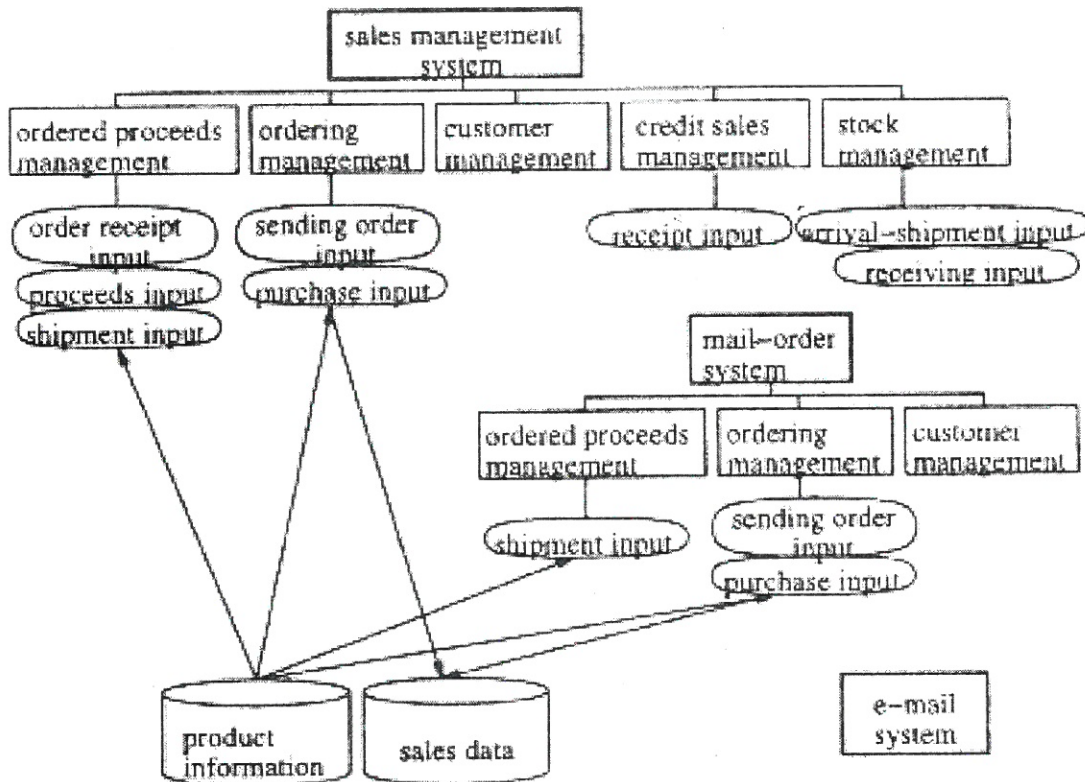 sales management
system
ordered proceeds
management
ordering
management
customer
management
credit sales
management
stock
management
order receipt
input
proceeds input
shipment input
sending order
input
purchase input
receipt input
arrival-shipment input
receiving input
mail-order
system
ordered proceeds
management
ordering
management
customer
management
shipment input
sending order
input
purchase input
product
information
sales data
e-mail
system